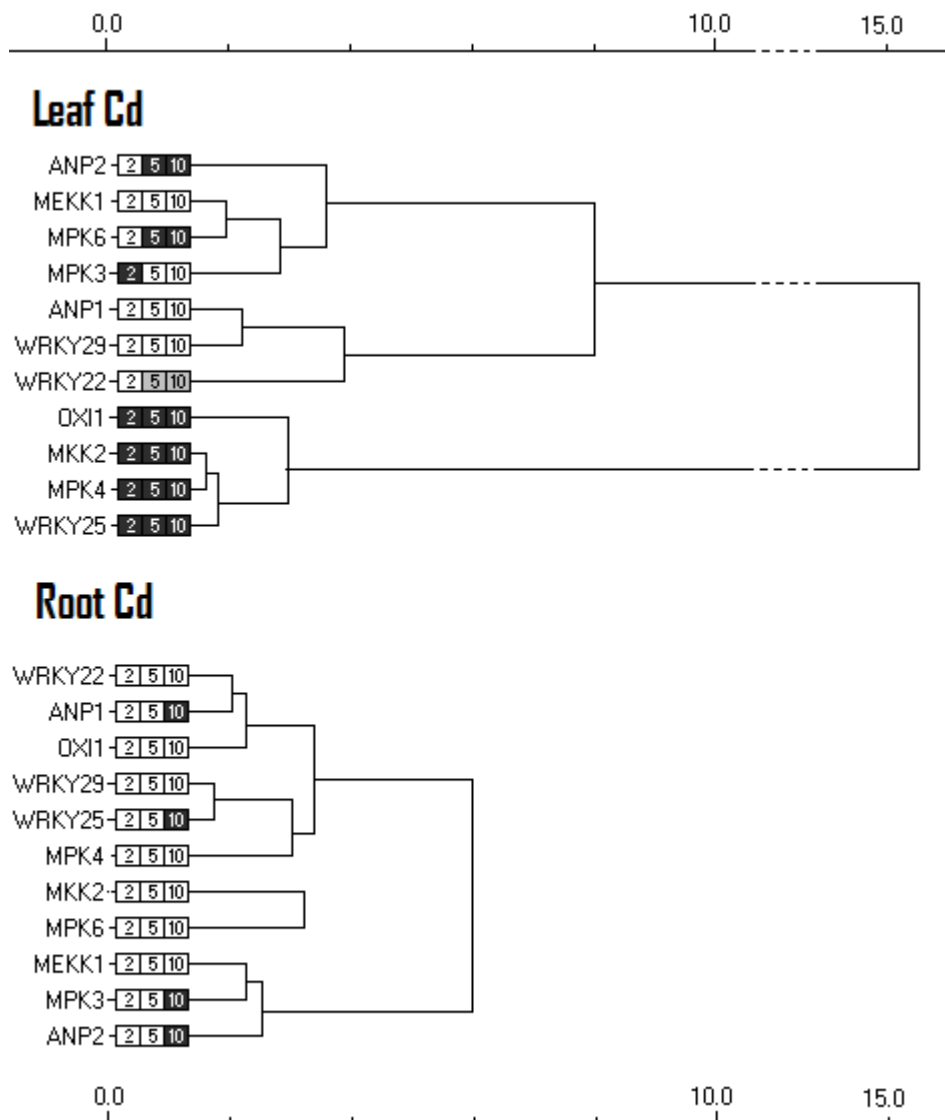 0.0 10.0 15.0
Leaf Cd
ANP2 2 5 10
MEKK1 2 5 10
MPK6 2 5 10
MPK3 2 5 10
ANP1 2 5 10
WRKY29 2 5 10
WRKY22 2 5 10
OXI1 2 5 10
MKK2 2 5 10
MPK4 2 5 10
WRKY25 2 5 10
Root Cd
WRKY22 2 5 10
ANP1 2 5 10
OXI1 2 5 10
WRKY29 2 5 10
WRKY25 2 5 10
MPK4 2 5 10
MKK2 2 5 10
MPK6 2 5 10
MEKK1 2 5 10
MPK3 2 5 10
ANP2 2 5 10
0.0 10.0 15.0